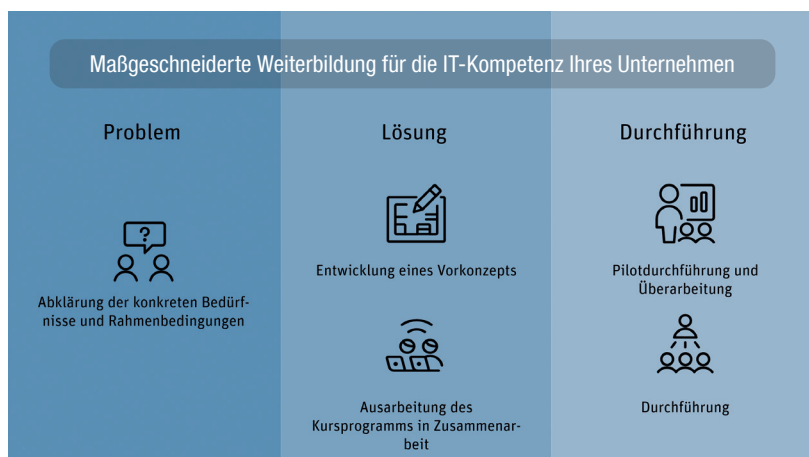 Maßgeschneiderte Weiterbildung für die IT-Kompetenz Ihres Unternehmen
Problem
?
Abklärung der konkreten Bedürf-
nisse und Rahmenbedingungen
Lösung
Entwicklung eines Vorkonzepts
Ausarbeitung des
Kursprogramms in Zusammenar-
beit
Durchführung
Pilotdurchführung und
Überarbeitung
Durchführung